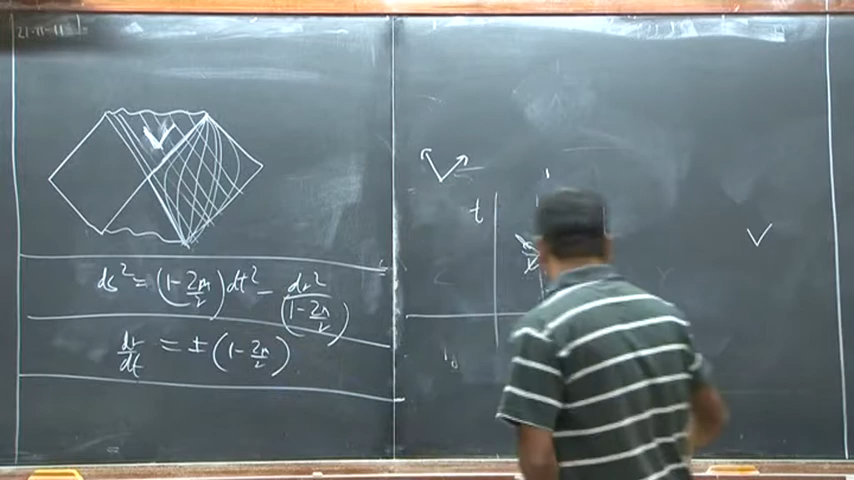 21-11-11
ds² = (1-2m/r)dt² - dr²/(1-2m/r)
dr/dt = ±(1-2m/r)
t